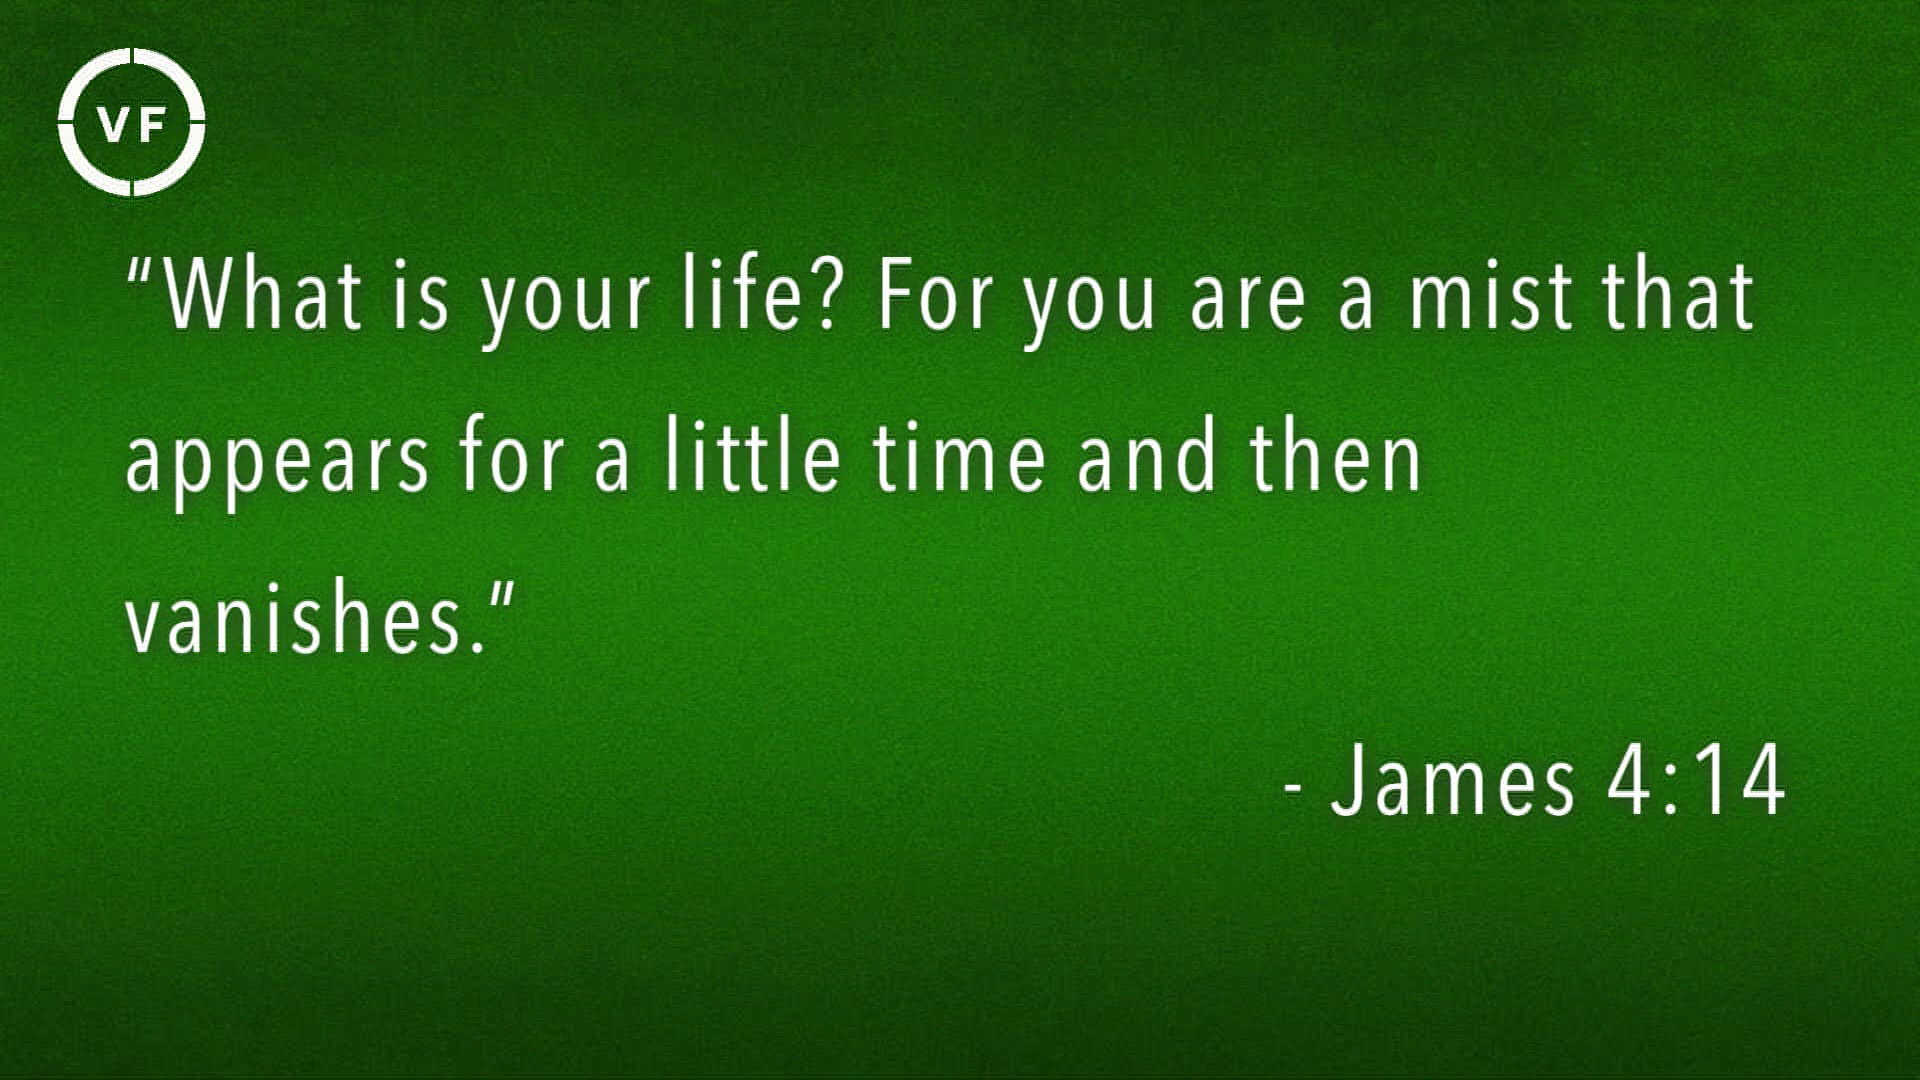 VF
“What is your life? For you are a mist that
appears for a little time and then
vanishes.”
- James 4:14